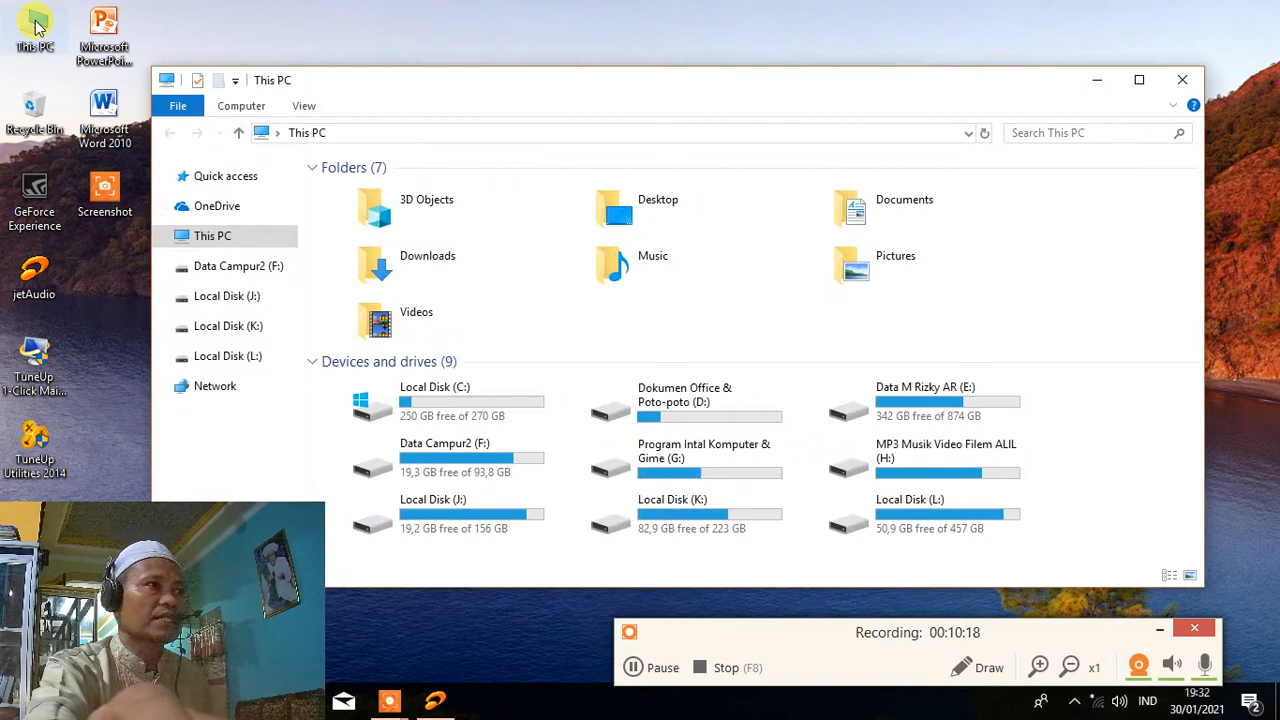 This PC
Microsoft
PowerPoi...
Recycle Bin
Microsoft
Word 2010
GeForce
Experience
Screenshot
jetAudio
TuneUp
1-Click Mai...
TuneUp
Utilities 2014
This PC
File
Computer
View
This PC
Search This PC
Quick access
OneDrive
This PC
Data Campur2 (F:)
Local Disk (J:)
Local Disk (K:)
Local Disk (L:)
Network
Folders (7)
3D Objects
Desktop
Documents
Downloads
Music
Pictures
Videos
Devices and drives (9)
Local Disk (C:)
250 GB free of 270 GB
Dokumen Office &
Poto-poto (D:)
Data M Rizky AR (E:)
342 GB free of 874 GB
Data Campur2 (F:)
19,3 GB free of 93,8 GB
Program Intal Komputer &
Gime (G:)
MP3 Musik Video Filem ALIL
(H:)
Local Disk (J:)
19,2 GB free of 156 GB
Local Disk (K:)
82,9 GB free of 223 GB
Local Disk (L:)
50,9 GB free of 457 GB
Recording: 00:10:18
Pause
Stop (F8)
Draw
x1
IND
19:32
30/01/2021
2